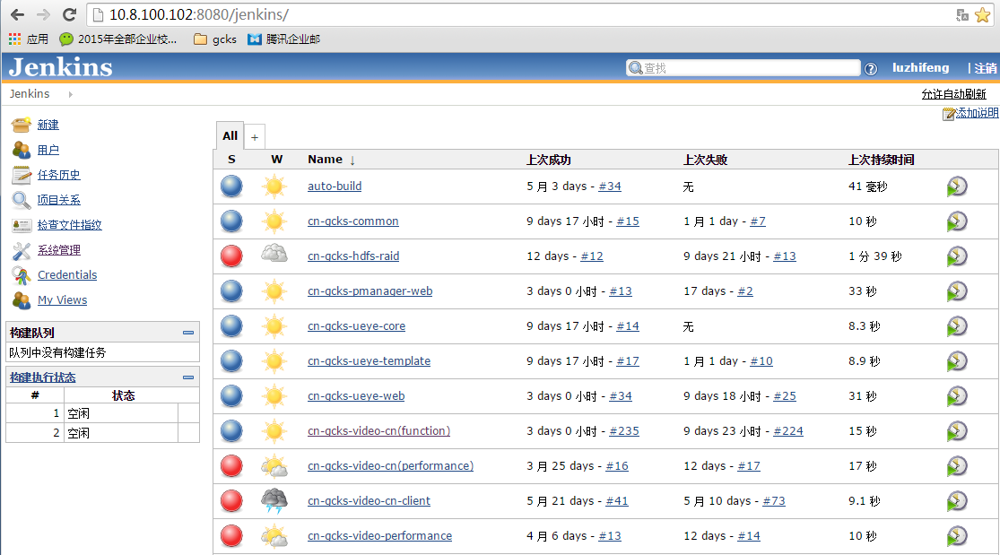 10.8.100.102:8080/jenkins/
应用 2015年全部企业校... gcks 腾讯企业邮
Jenkins 查找 luzhifeng | 注销
Jenkins 允许自动刷新
添加说明
新建
用户
任务历史
项目关系
检查文件指纹
系统管理
Credentials
My Views
构建队列
队列中没有构建任务
构建执行状态
# 状态
1 空闲
2 空闲
All +
S W Name ↓ 上次成功 上次失败 上次持续时间
auto-build 5 月 3 days - #34 无 41 毫秒
cn-gcks-common 9 days 17 小时 - #15 1 月 1 day - #7 10 秒
cn-gcks-hdfs-raid 12 days - #12 9 days 21 小时 - #13 1 分 39 秒
cn-gcks-pmanager-web 3 days 0 小时 - #13 17 days - #2 33 秒
cn-gcks-ueye-core 9 days 17 小时 - #14 无 8.3 秒
cn-gcks-ueye-template 9 days 17 小时 - #17 1 月 1 day - #10 8.9 秒
cn-gcks-ueye-web 3 days 0 小时 - #34 9 days 18 小时 - #25 31 秒
cn-gcks-video-cn(function) 3 days 0 小时 - #235 9 days 23 小时 - #224 15 秒
cn-gcks-video-cn(performance) 3 月 25 days - #16 12 days - #17 17 秒
cn-gcks-video-cn-client 5 月 21 days - #41 5 月 10 days - #73 9.1 秒
cn-gcks-video-performance 4 月 6 days - #13 12 days - #14 10 秒